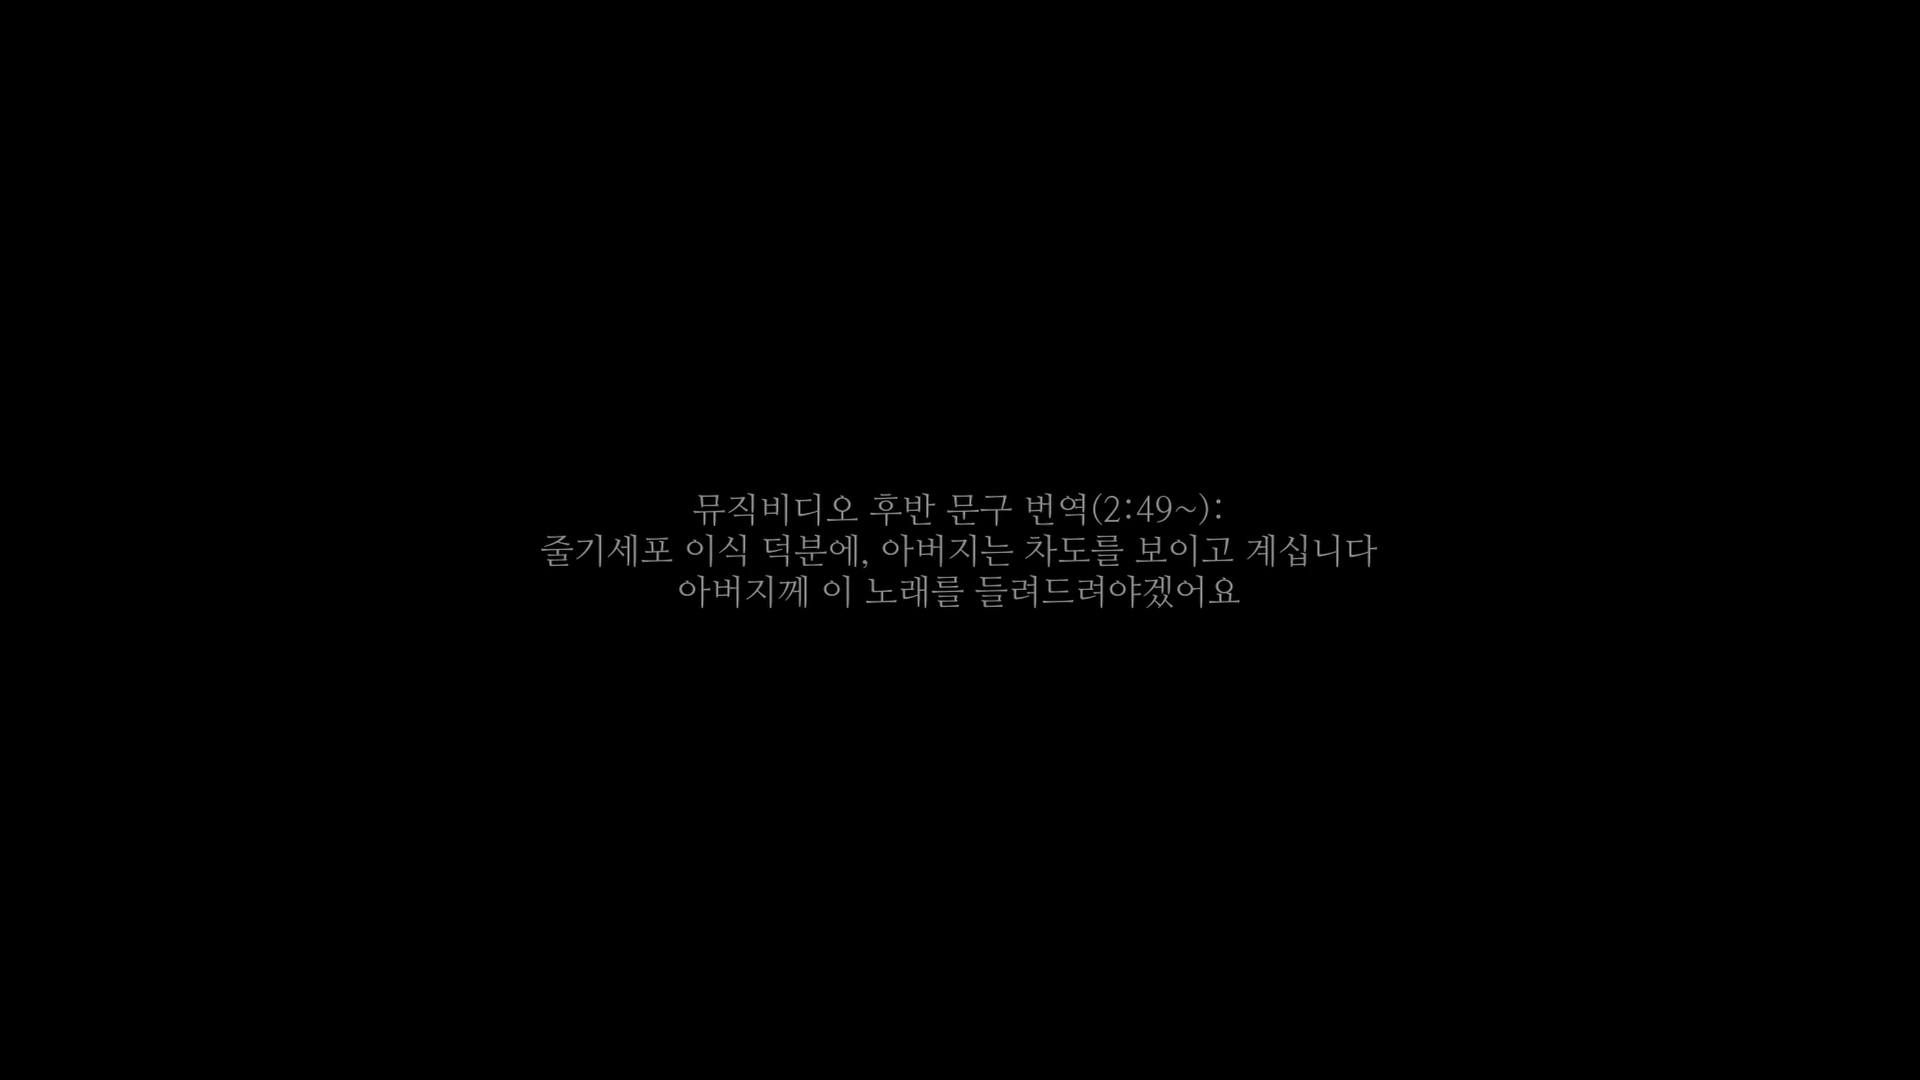 뮤직비디오 후반 문구 번역(2:49~):
줄기세포 이식 덕분에, 아버지는 차도를 보이고 계십니다
아버지께 이 노래를 들려드려야겠어요